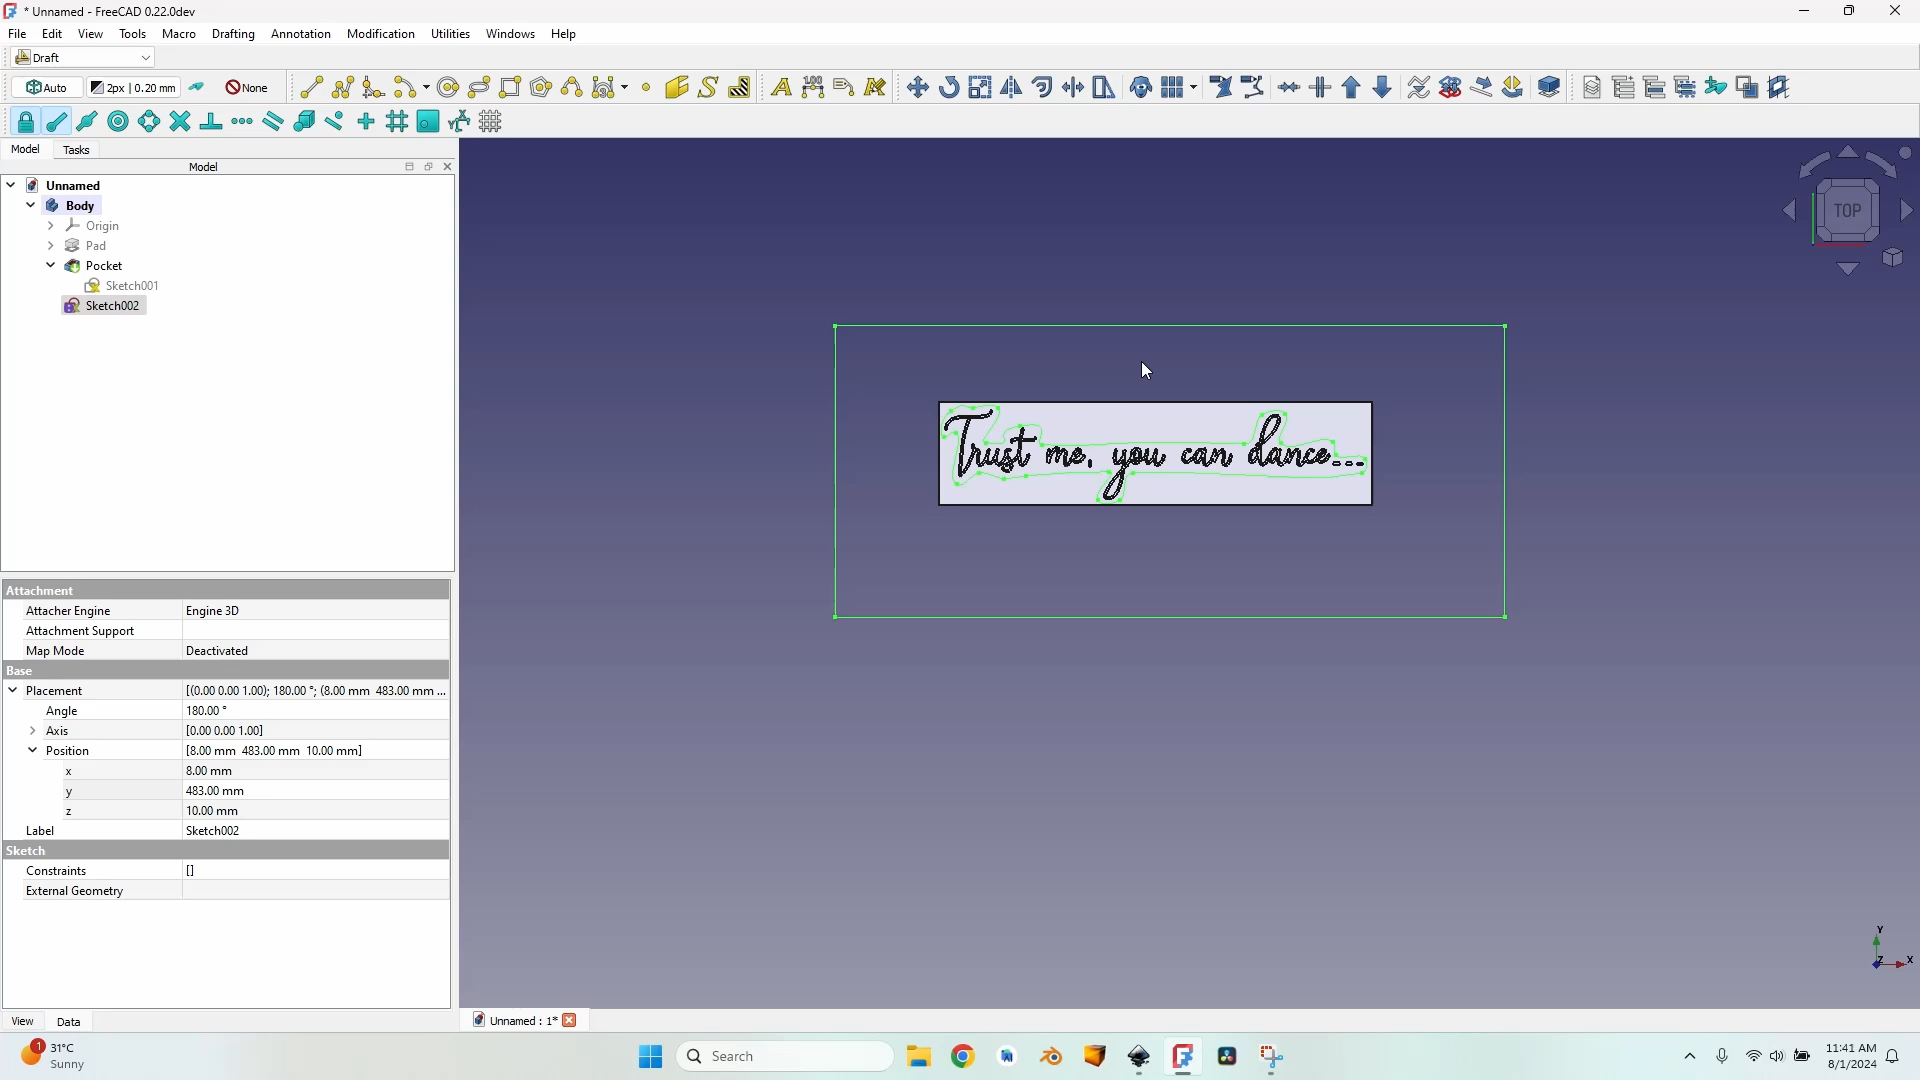 * Unnamed - FreeCAD 0.22.0dev
File Edit View Tools Macro Drafting Annotation Modification Utilities Windows Help
Draft
Auto 2px | 0.20 mm None
Model Tasks
Model
Unnamed
Body
Origin
Pad
Pocket
Sketch001
Sketch002
TOP
Trust me, you can dance...
Attachment
Attacher Engine Engine 3D
Attachment Support
Map Mode Deactivated
Base
Placement [(0.00 0.00 1.00); 180.00 °; (8.00 mm 483.00 mm ...
Angle 180.00 °
Axis [0.00 0.00 1.00]
Position [8.00 mm 483.00 mm 10.00 mm]
x 8.00 mm
y 483.00 mm
z 10.00 mm
Label Sketch002
Sketch
Constraints []
External Geometry
Y
Z X
View Data
Unnamed : 1*
1 31°C
Sunny
Search
11:41 AM
8/1/2024